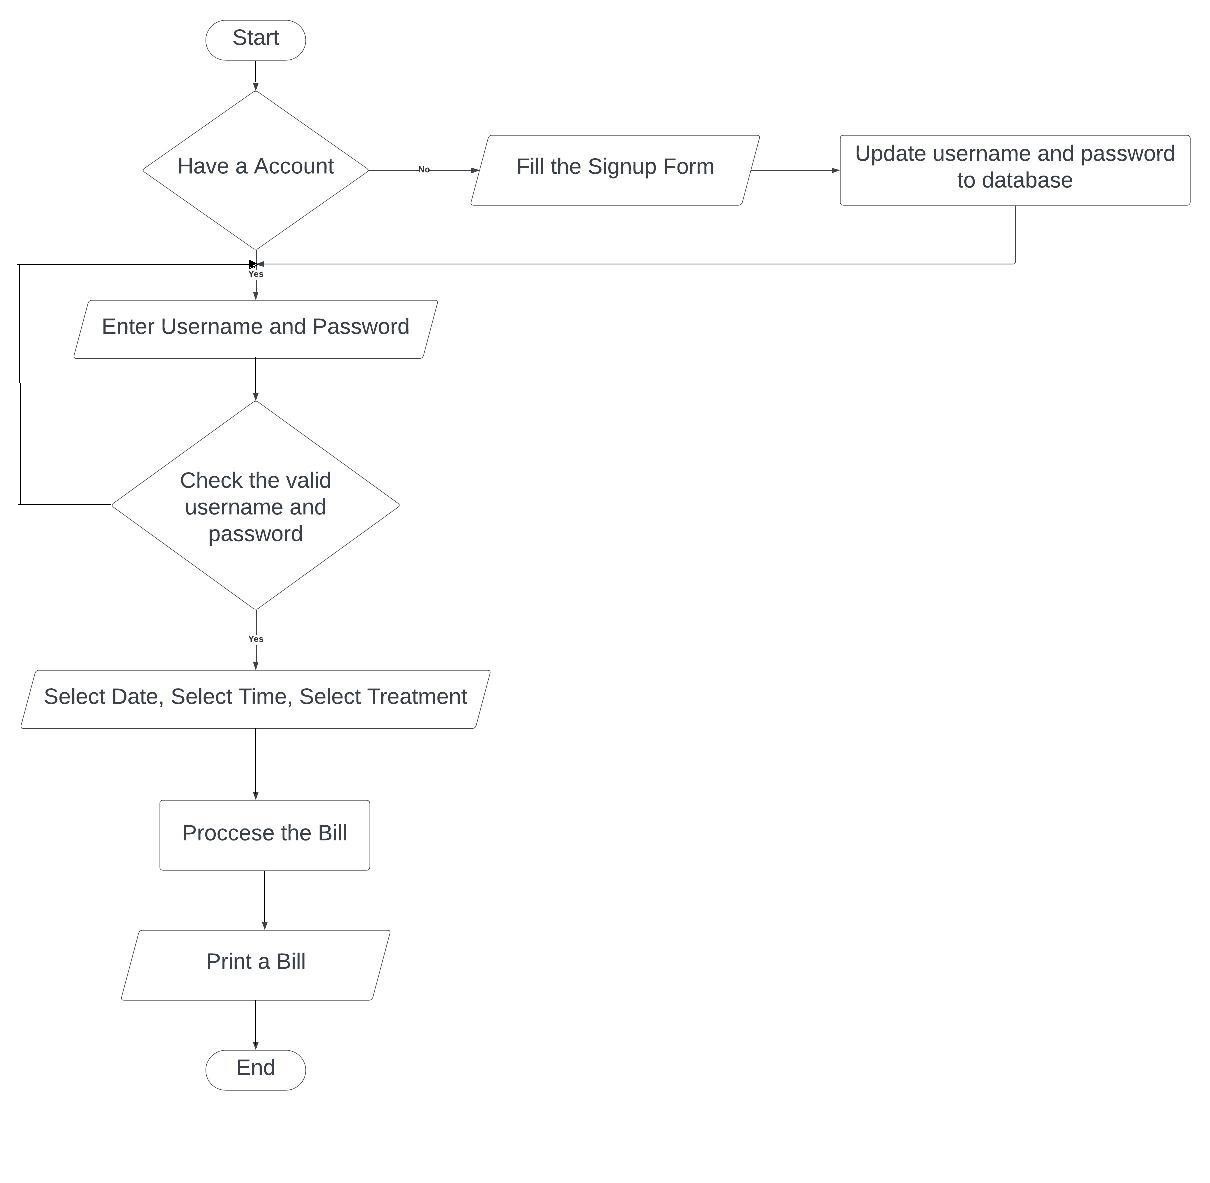 Start
Have a Account
No
Fill the Signup Form
Update username and password
to database
Yes
Enter Username and Password
Check the valid
username and
password
Yes
Select Date, Select Time, Select Treatment
Proccese the Bill
Print a Bill
End